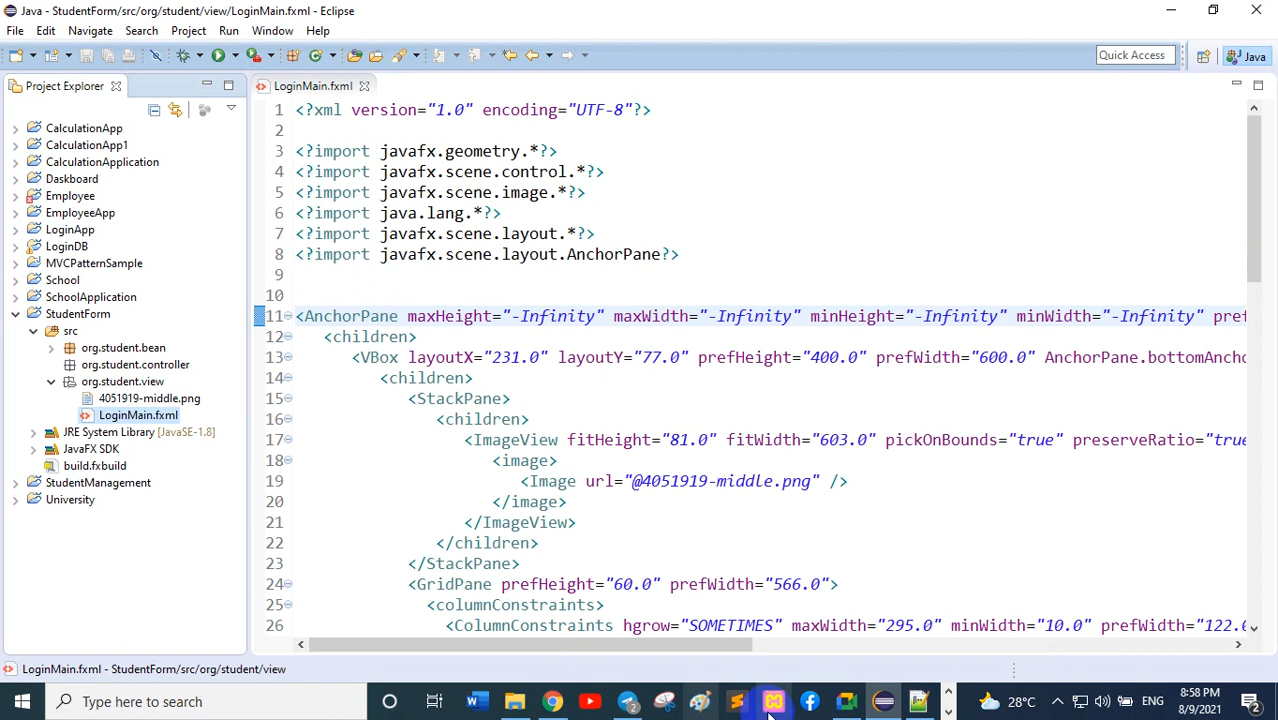 Java - StudentForm/src/org/student/view/LoginMain.fxml - Eclipse
File Edit Navigate Search Project Run Window Help
Quick Access
Java
Project Explorer
LoginMain.fxml
CalculationApp
CalculationApp1
CalculationApplication
Daskboard
Employee
EmployeeApp
LoginApp
LoginDB
MVCPatternSample
School
SchoolApplication
StudentForm
src
org.student.bean
org.student.controller
org.student.view
4051919-middle.png
LoginMain.fxml
JRE System Library [JavaSE-1.8]
JavaFX SDK
build.fxbuild
StudentManagement
University
1 <?xml version="1.0" encoding="UTF-8"?>
2
3 <?import javafx.geometry.*?>
4 <?import javafx.scene.control.*?>
5 <?import javafx.scene.image.*?>
6 <?import java.lang.*?>
7 <?import javafx.scene.layout.*?>
8 <?import javafx.scene.layout.AnchorPane?>
9
10
11 <AnchorPane maxHeight="-Infinity" maxWidth="-Infinity" minHeight="-Infinity" minWidth="-Infinity" pref
12 <children>
13 <VBox layoutX="231.0" layoutY="77.0" prefHeight="400.0" prefWidth="600.0" AnchorPane.bottomAncho
14 <children>
15 <StackPane>
16 <children>
17 <ImageView fitHeight="81.0" fitWidth="603.0" pickOnBounds="true" preserveRatio="true
18 <image>
19 <Image url="@4051919-middle.png" />
20 </image>
21 </ImageView>
22 </children>
23 </StackPane>
24 <GridPane prefHeight="60.0" prefWidth="566.0">
25 <columnConstraints>
26 <ColumnConstraints hgrow="SOMETIMES" maxWidth="295.0" minWidth="10.0" prefWidth="122.0
LoginMain.fxml - StudentForm/src/org/student/view
Type here to search
2
28°C
ENG
8:58 PM
8/9/2021
2